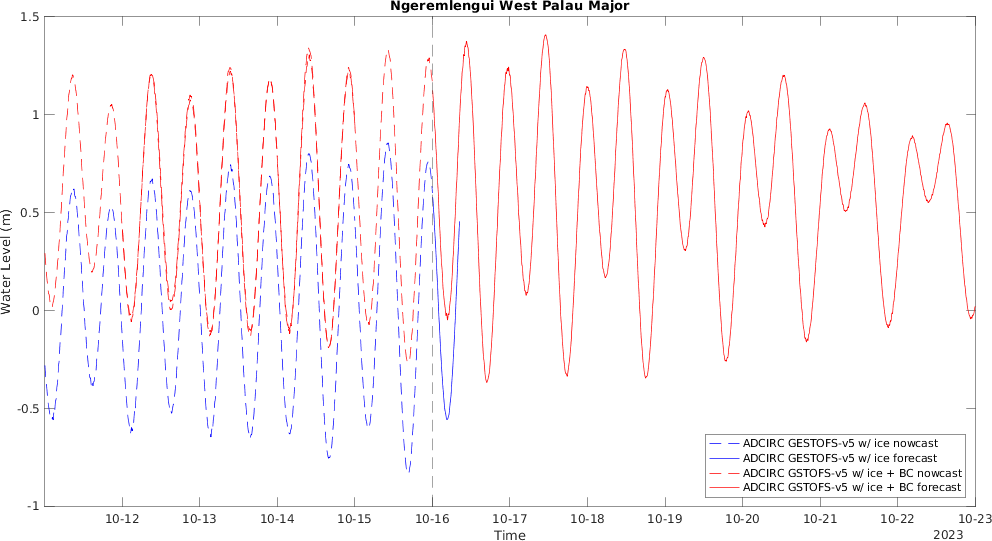 Ngeremlengui West Palau Major
1.5
1
0.5
0
-0.5
-1
Water Level (m)
10-12 10-13 10-14 10-15 10-16 10-17 10-18 10-19 10-20 10-21 10-22 10-23
Time
2023
ADCIRC GESTOFS-v5 w/ ice nowcast
ADCIRC GESTOFS-v5 w/ ice forecast
ADCIRC GSTOFS-v5 w/ ice + BC nowcast
ADCIRC GSTOFS-v5 w/ ice + BC forecast